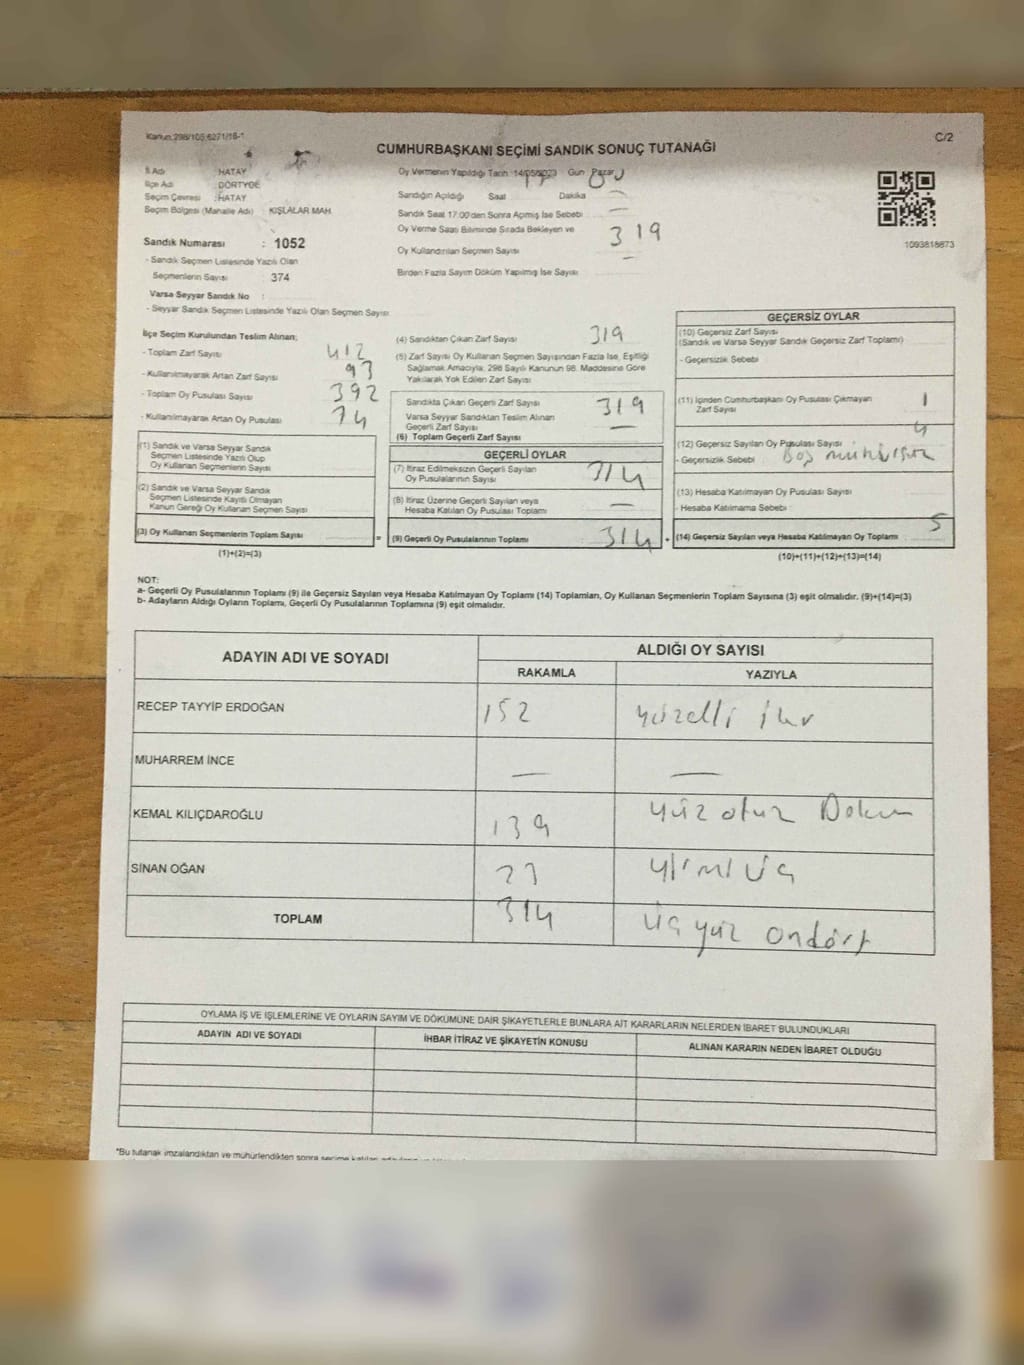 Kanun:298/105,6271/16-1
C/2
CUMHURBAŞKANI SEÇİMİ SANDIK SONUÇ TUTANAĞI
İl Adı : HATAY
İlçe Adı : DÖRTYOL
Seçim Çevresi : HATAY
Seçim Bölgesi (Mahalle Adı) : KIŞLALAR MAH.
Sandık Numarası : 1052
- Sandık Seçmen Listesinde Yazılı Olan
Seçmenlerin Sayısı : 374
Varsa Seyyar Sandık No :
- Seyyar Sandık Seçmen Listesinde Yazılı Olan Seçmen Sayısı
Oy Vermenin Yapıldığı Tarih :14/05/2023 Gün : Pazar
Sandığın Açıldığı Saat Dakika —
Sandık Saat 17:00'den Sonra Açımış İse Sebebi —
Oy Verme Saati Bitiminde Sırada Bekleyen ve
Oy Kullandırılan Seçmen Sayısı 319
Birden Fazla Sayım Döküm Yapılmış İse Sayısı —
1093818873
İlçe Seçim Kurulundan Teslim Alınan;
- Toplam Zarf Sayısı 412
- Kullanılmayarak Artan Zarf Sayısı 93
- Toplam Oy Pusulası Sayısı 392
- Kullanılmayarak Artan Oy Pusulası 74
(1) Sandık ve Varsa Seyyar Sandık
Seçmen Listesinde Yazılı Olup
Oy Kullanan Seçmenlerin Sayısı
(2) Sandık ve Varsa Seyyar Sandık
Seçmen Listesinde Kayıtlı Olmayan
Kanun Gereği Oy Kullanan Seçmen Sayısı
(3) Oy Kullanan Seçmenlerin Toplam Sayısı =
(1)+(2)=(3)
(4) Sandıktan Çıkan Zarf Sayısı 319
(5) Zarf Sayısı Oy Kullanan Seçmen Sayısından Fazla İse, Eşitliği
Sağlamak Amacıyla, 298 Sayılı Kanunun 98. Maddesine Göre
Yakılarak Yok Edilen Zarf Sayısı
Sandıkta Çıkan Geçerli Zarf Sayısı 319
Varsa Seyyar Sandıktan Teslim Alınan
Geçerli Zarf Sayısı —
(6) Toplam Geçerli Zarf Sayısı
GEÇERLİ OYLAR
(7) İtiraz Edilmeksizin Geçerli Sayılan
Oy Pusulalarının Sayısı 314
(8) İtiraz Üzerine Geçerli Sayılan veya
Hesaba Katılan Oy Pusulası Toplamı —
(9) Geçerli Oy Pusulalarının Toplamı 314 +
GEÇERSİZ OYLAR
(10) Geçersiz Zarf Sayısı
(Sandık ve Varsa Seyyar Sandık Geçersiz Zarf Toplamı)
- Geçersizlik Sebebi
(11) İçinden Cumhurbaşkanı Oy Pusulası Çıkmayan
Zarf Sayısı 1
(12) Geçersiz Sayılan Oy Pusulası Sayısı 4
- Geçersizlik Sebebi : Boş
(13) Hesaba Katılmayan Oy Pusulası Sayısı
- Hesaba Katılmama Sebebi
(14) Geçersiz Sayılan veya Hesaba Katılmayan Oy Toplamı 5
(10)+(11)+(12)+(13)=(14)
NOT:
a- Geçerli Oy Pusulalarının Toplamı (9) ile Geçersiz Sayılan veya Hesaba Katılmayan Oy Toplamı (14) Toplamları, Oy Kullanan Seçmenlerin Toplam Sayısına (3) eşit olmalıdır. (9)+(14)=(3)
b- Adayların Aldığı Oyların Toplamı, Geçerli Oy Pusulalarının Toplamına (9) eşit olmalıdır.
ADAYIN ADI VE SOYADI
ALDIĞI OY SAYISI
RAKAMLA YAZIYLA
RECEP TAYYİP ERDOĞAN 152 yüzelli iki
MUHARREM İNCE — —
KEMAL KILIÇDAROĞLU 139 yüz otuz Dokuz
SİNAN OĞAN 23 yirmi üç
TOPLAM 314 üçyüz ondört
OYLAMA İŞ VE İŞLEMLERİNE VE OYLARIN SAYIM VE DÖKÜMÜNE DAİR ŞİKAYETLERLE BUNLARA AİT KARARLARIN NELERDEN İBARET BULUNDUKLARI
ADAYIN ADI VE SOYADI İHBAR İTİRAZ VE ŞİKAYETİN KONUSU ALINAN KARARIN NEDEN İBARET OLDUĞU
*Bu tutanak imzalandıktan ve mühürlendikten sonra seçime katılan